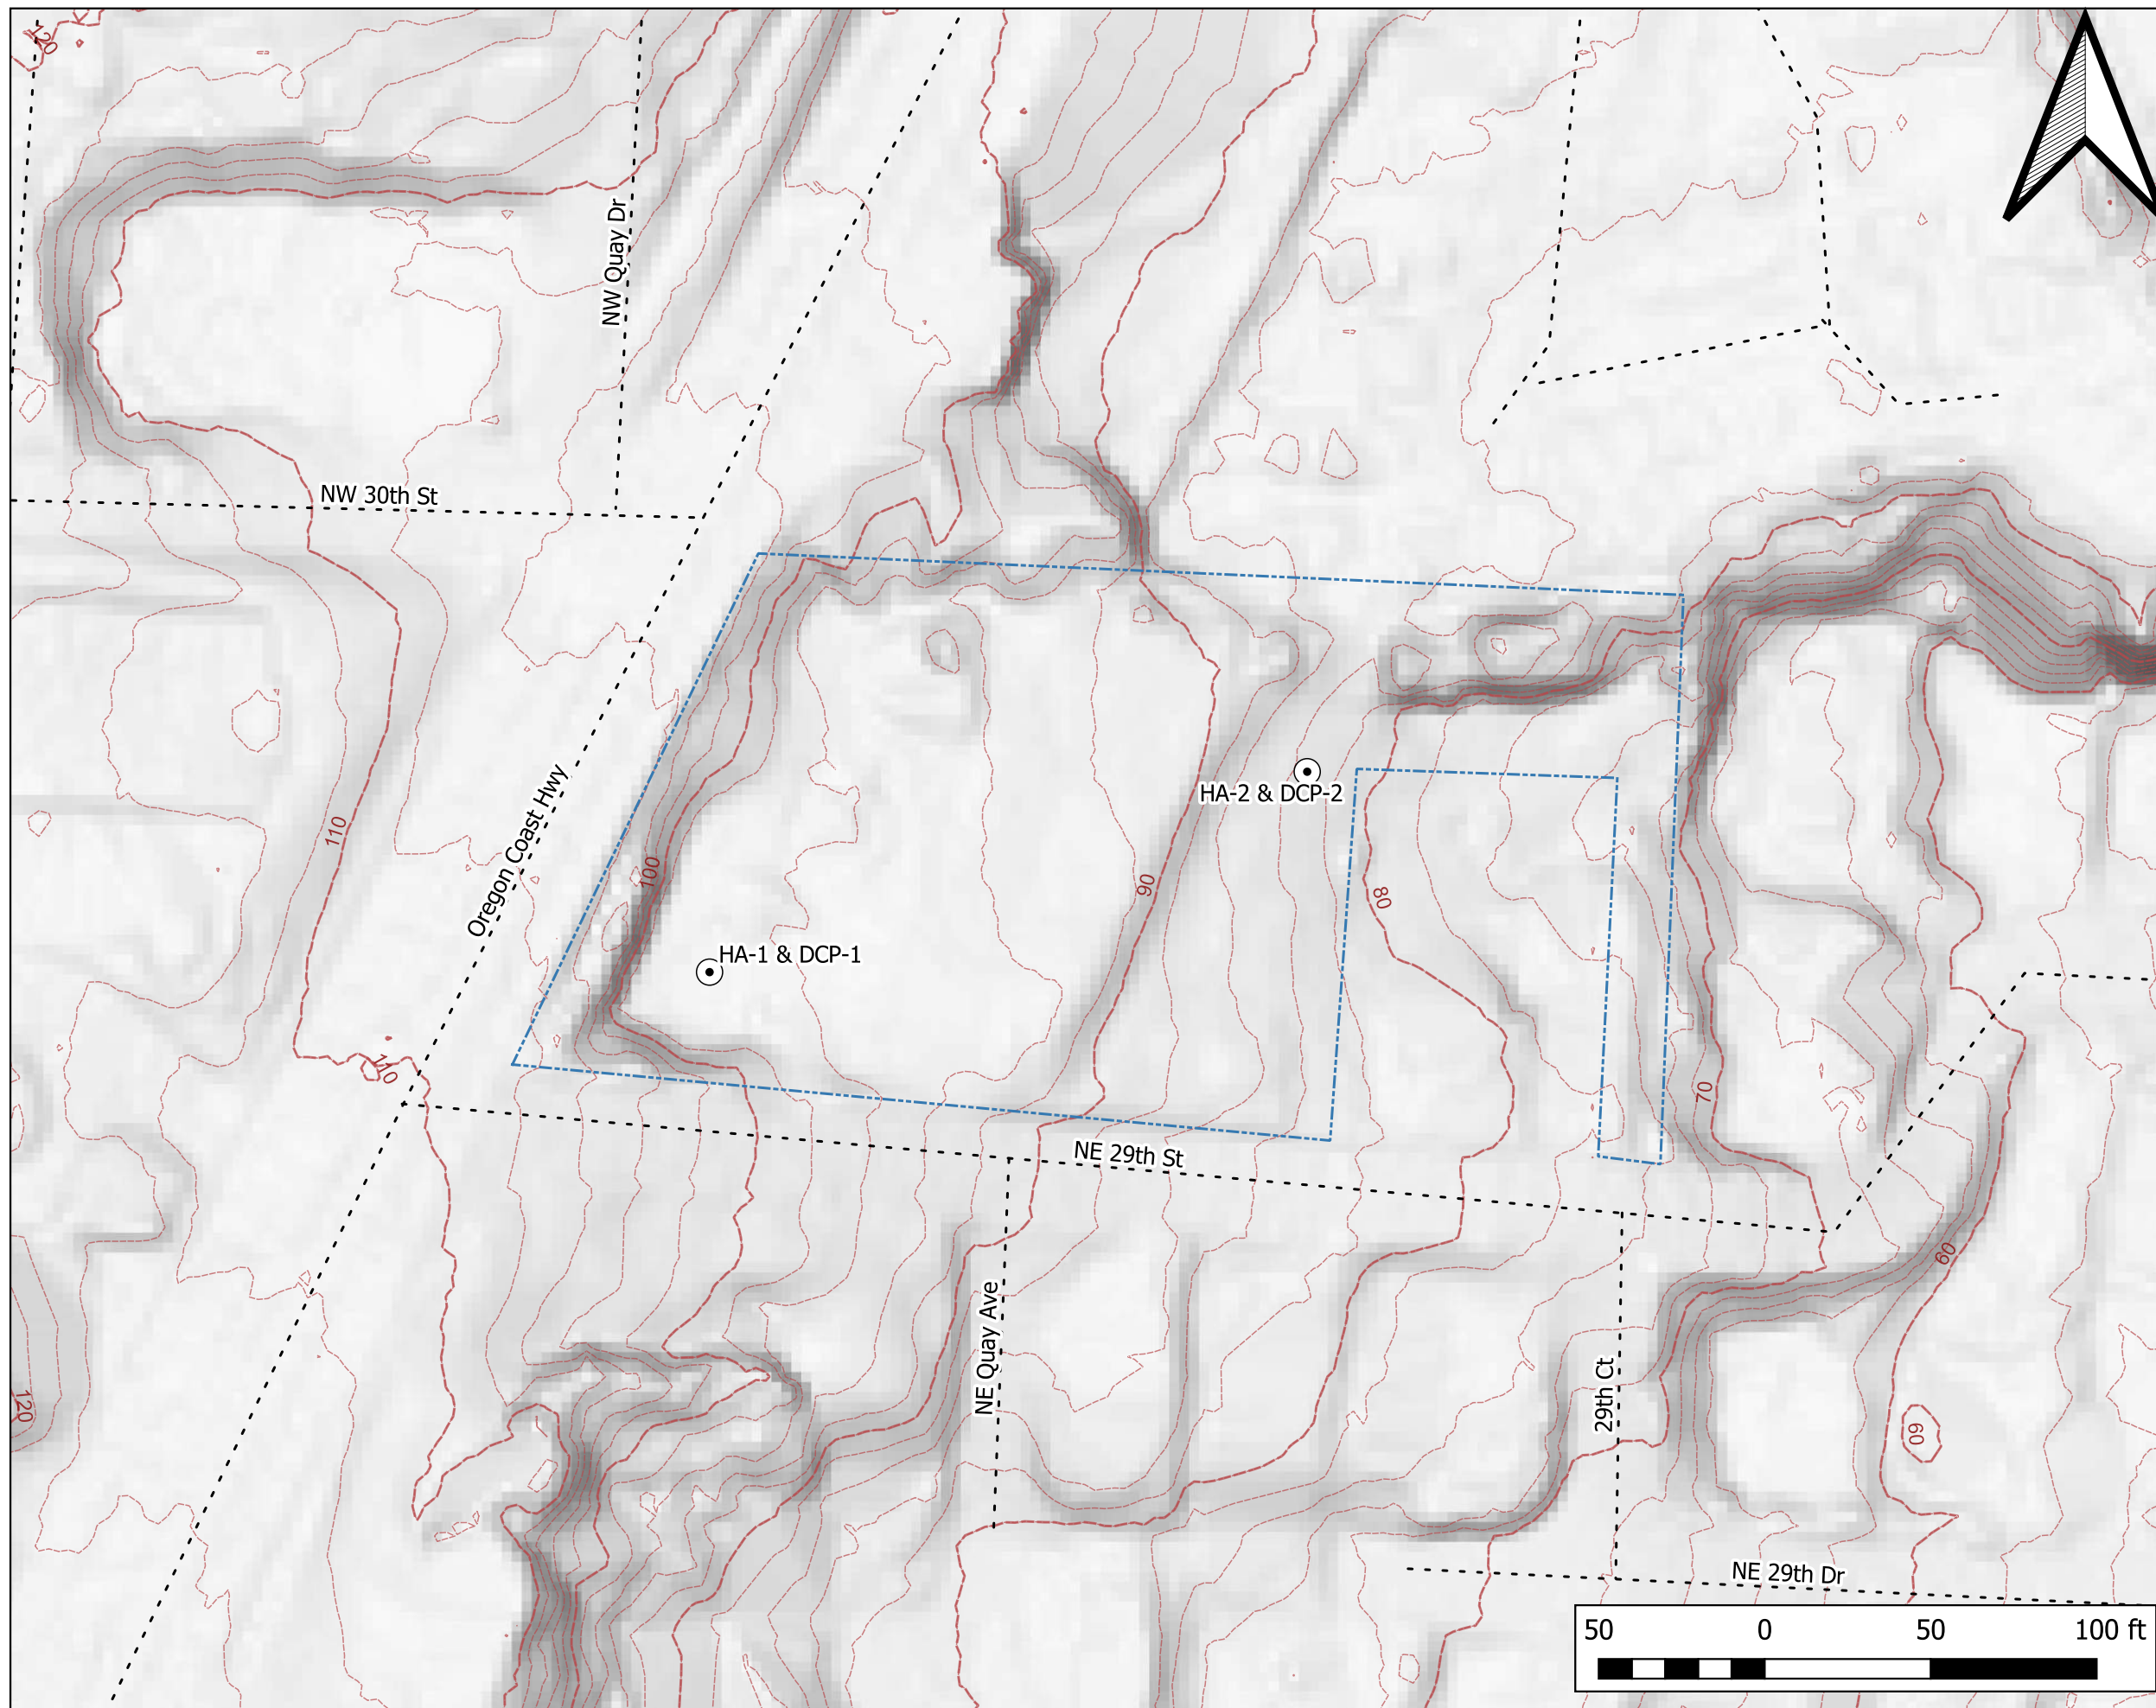 120
NW Quay Dr
NW 30th St
110
Oregon Coast Hwy
100
HA-2 & DCP-2
90
80
HA-1 & DCP-1
110
70
NE 29th St
60
NE Quay Ave
29th Ct
120
60
NE 29th Dr
50 0 50 100 ft